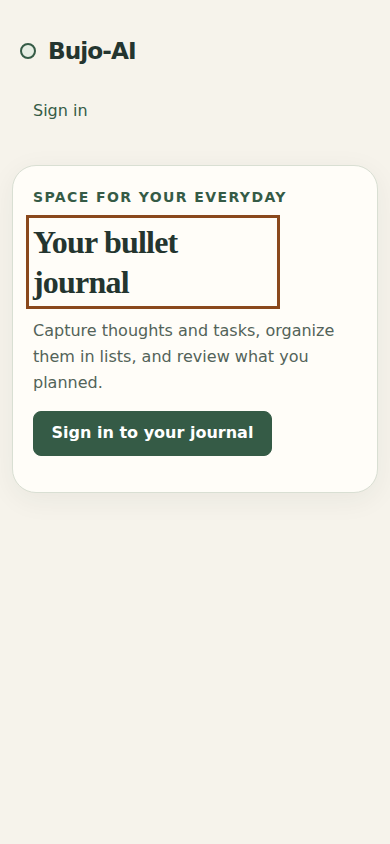 Bujo-AI
Sign in
SPACE FOR YOUR EVERYDAY
Your bullet
journal
Capture thoughts and tasks, organize
them in lists, and review what you
planned.
Sign in to your journal